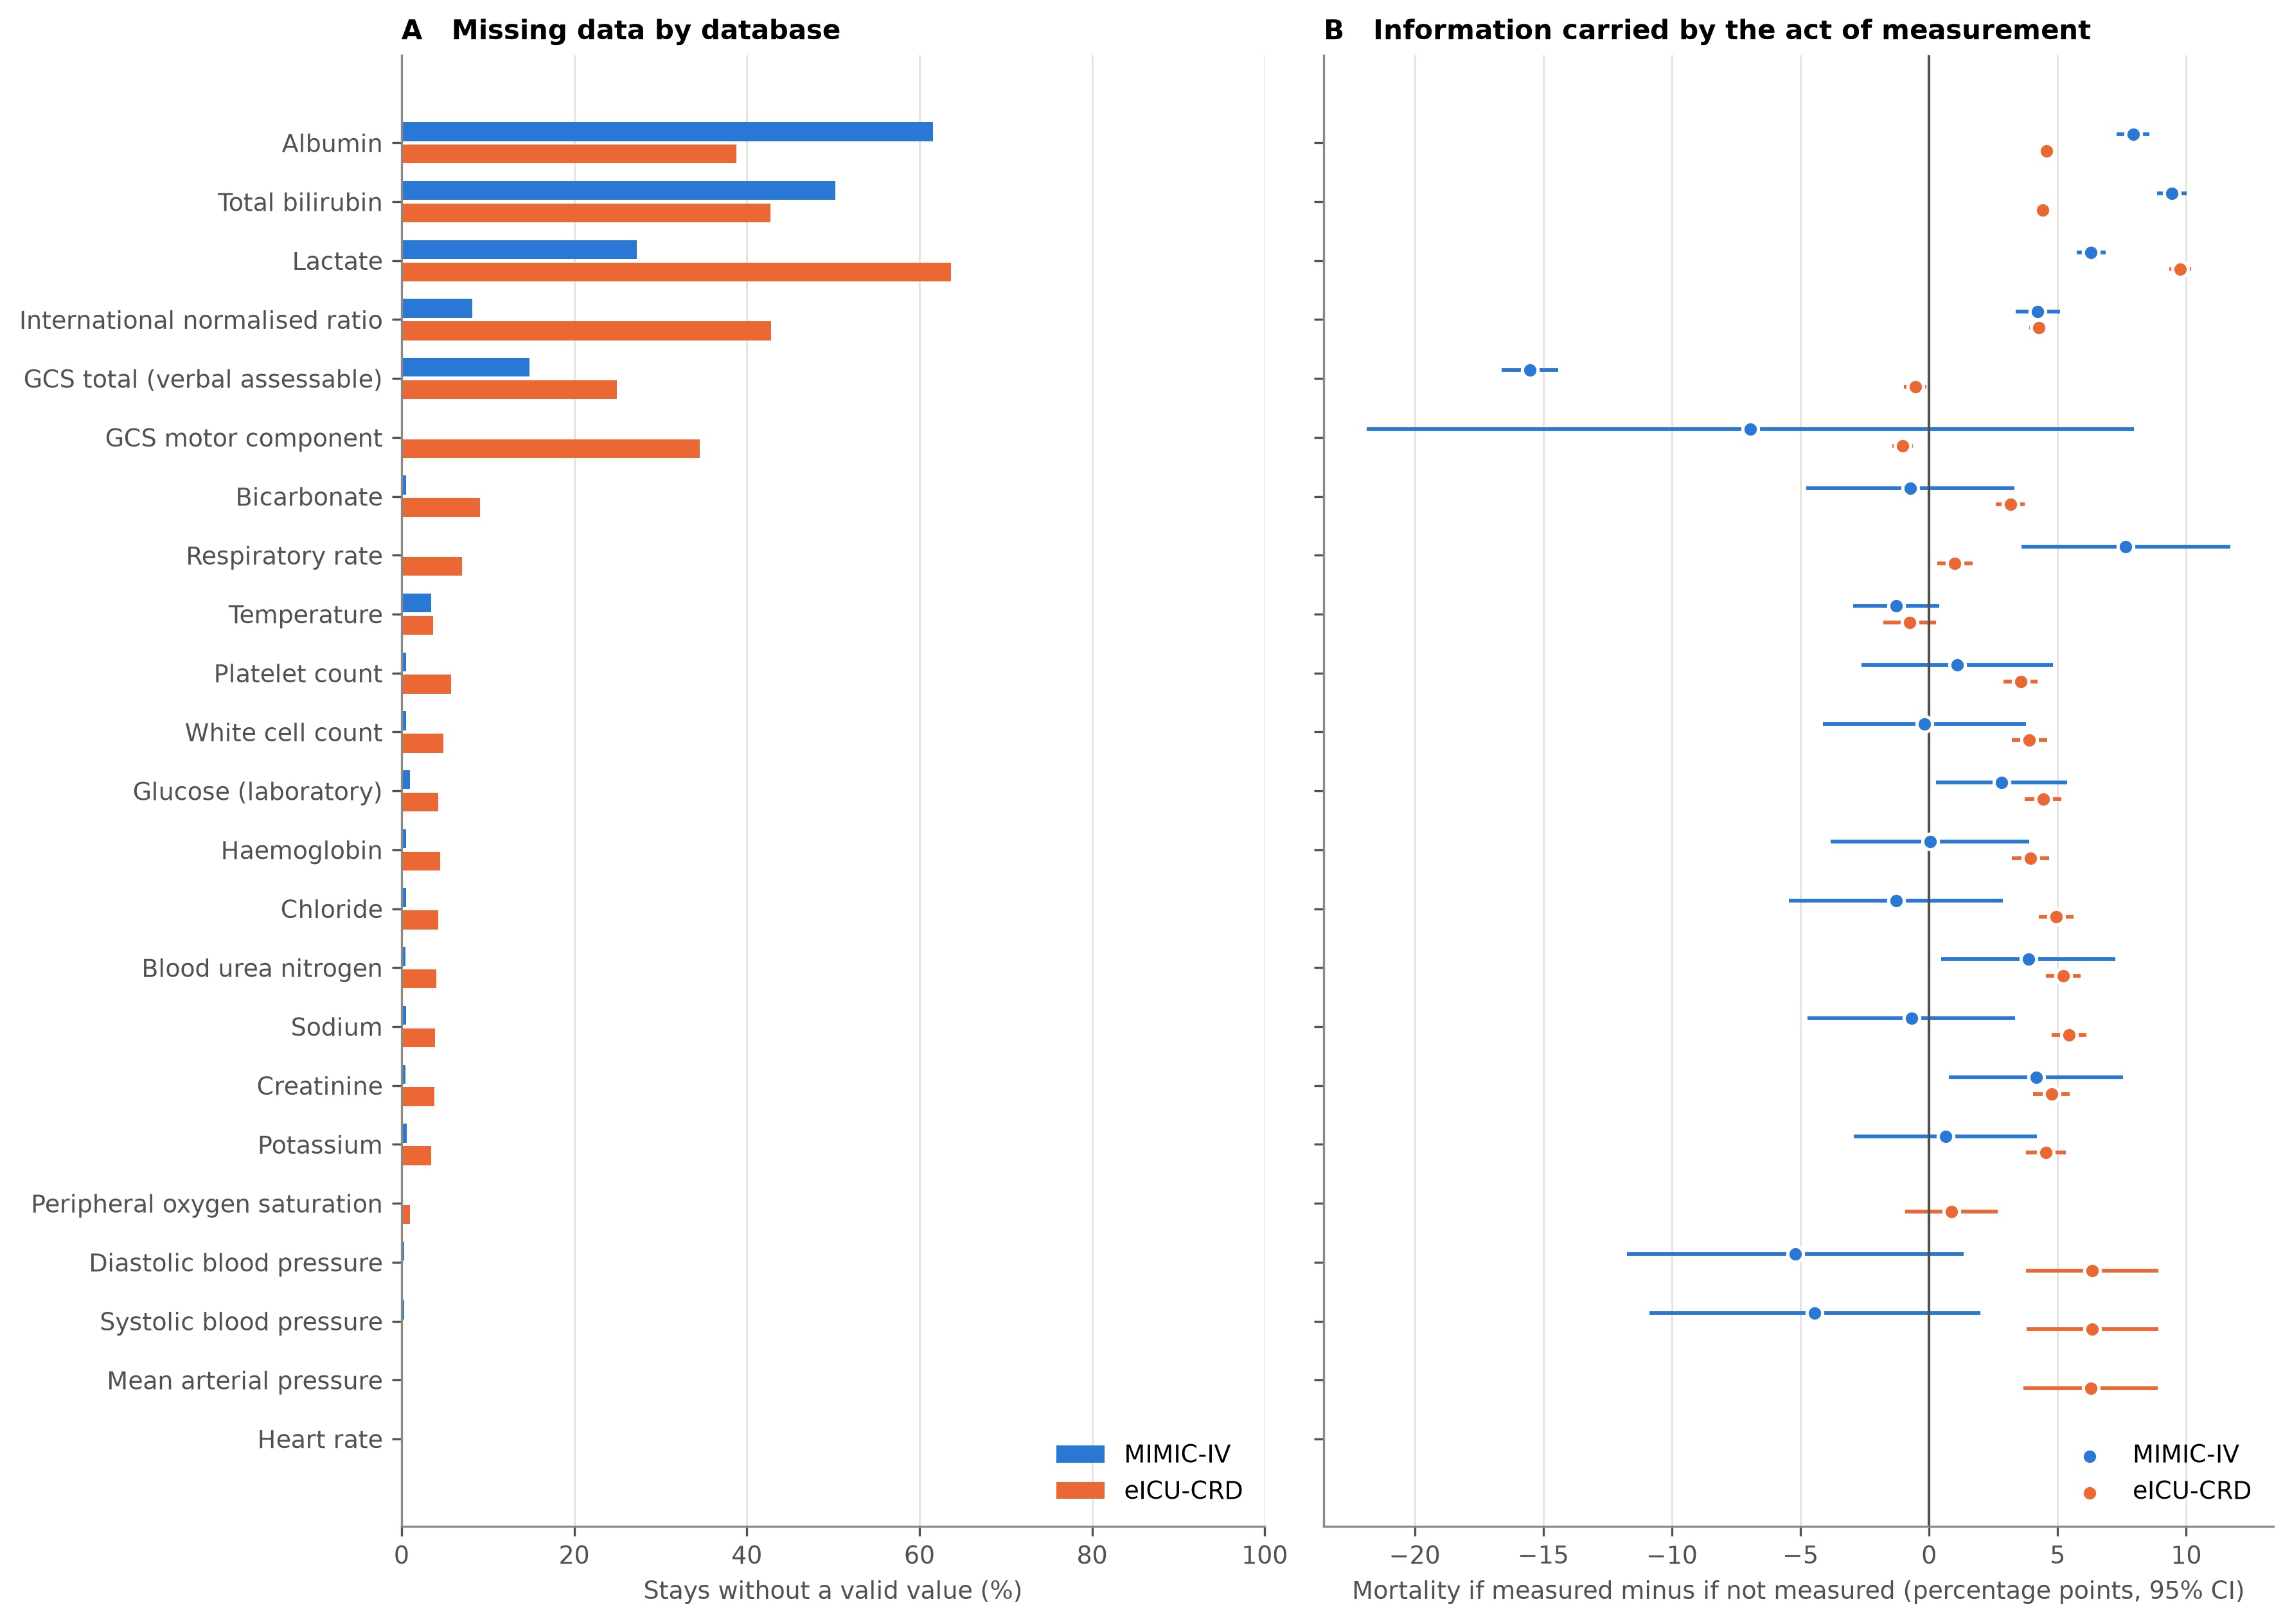 A Missing data by database
B Information carried by the act of measurement
Albumin
Total bilirubin
Lactate
International normalised ratio
GCS total (verbal assessable)
GCS motor component
Bicarbonate
Respiratory rate
Temperature
Platelet count
White cell count
Glucose (laboratory)
Haemoglobin
Chloride
Blood urea nitrogen
Sodium
Creatinine
Potassium
Peripheral oxygen saturation
Diastolic blood pressure
Systolic blood pressure
Mean arterial pressure
Heart rate
MIMIC-IV
eICU-CRD
0 20 40 60 80 100
Stays without a valid value (%)
MIMIC-IV
eICU-CRD
−20 −15 −10 −5 0 5 10
Mortality if measured minus if not measured (percentage points, 95% CI)